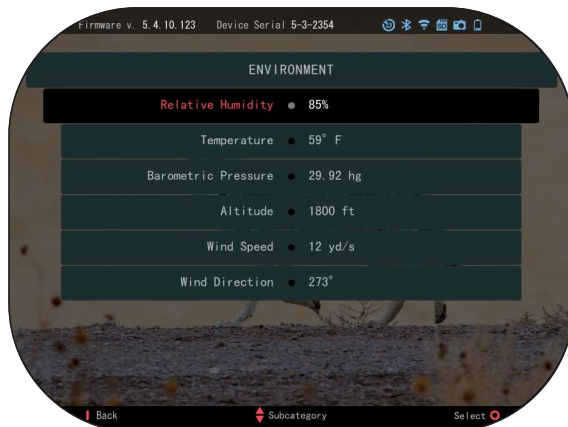 Firmware v. 5.4.10.123 Device Serial 5-3-2354 SD
ENVIRONMENT
Relative Humidity 85%
Temperature 59° F
Barometric Pressure 29.92 hg
Altitude 1800 ft
Wind Speed 12 yd/s
Wind Direction 273°
Back Subcategory Select